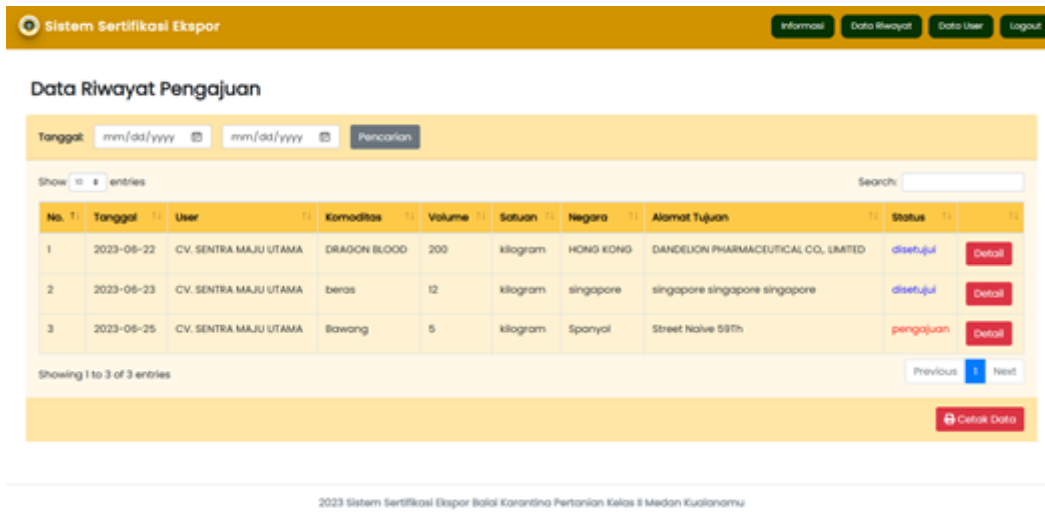 Sistem Sertifikasi Ekspor Informasi Data Riwayat Data User Logout
Data Riwayat Pengajuan
Tanggal: mm/dd/yyyy mm/dd/yyyy Pencarian
Show 10 entries Search:
No. Tanggal User Komoditas Volume Satuan Negara Alamat Tujuan Status
1 2023-06-22 CV. SENTRA MAJU UTAMA DRAGON BLOOD 200 kilogram HONG KONG DANDELION PHARMACEUTICAL CO., LIMITED disetujui Detail
2 2023-06-23 CV. SENTRA MAJU UTAMA beras 12 kilogram singapore singapore singapore singapore disetujui Detail
3 2023-06-25 CV. SENTRA MAJU UTAMA Bawang 5 kilogram Spanyol Street Naive 59Th pengajuan Detail
Showing 1 to 3 of 3 entries Previous 1 Next
Cetak Data
2023 Sistem Sertifikasi Ekspor Balai Karantina Pertanian Kelas II Medan Kualanamu